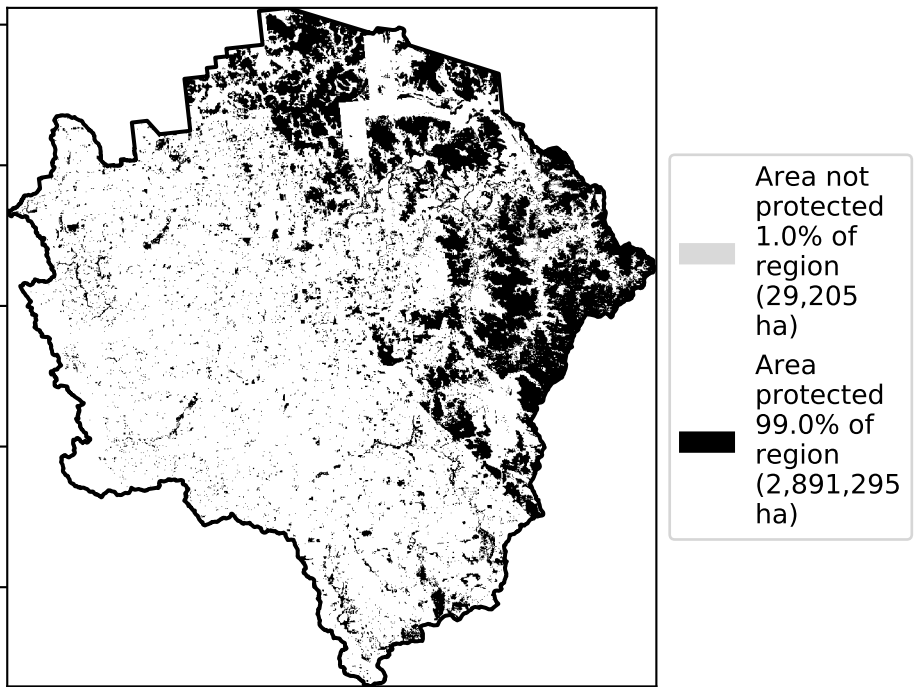 Area not
protected
1.0% of
region
(29,205
ha)
Area
protected
99.0% of
region
(2,891,295
ha)